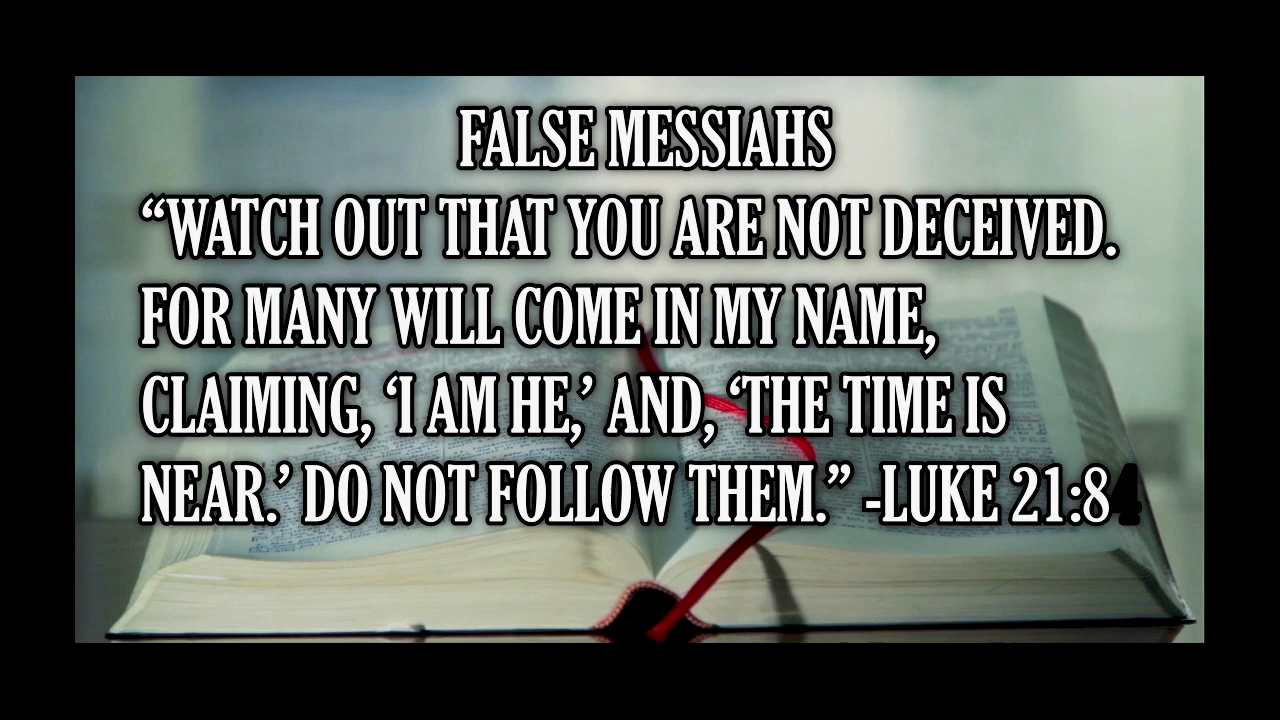 FALSE MESSIAHS
“WATCH OUT THAT YOU ARE NOT DECEIVED.
FOR MANY WILL COME IN MY NAME,
CLAIMING, ‘I AM HE,’ AND, ‘THE TIME IS
NEAR.’ DO NOT FOLLOW THEM.” -LUKE 21:8